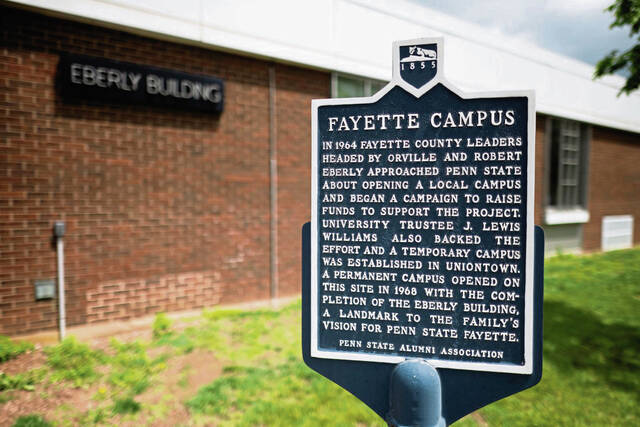 EBERLY BUILDING
1855
FAYETTE CAMPUS
IN 1964 FAYETTE COUNTY LEADERS
HEADED BY ORVILLE AND ROBERT
EBERLY APPROACHED PENN STATE
ABOUT OPENING A LOCAL CAMPUS
AND BEGAN A CAMPAIGN TO RAISE
FUNDS TO SUPPORT THE PROJECT.
UNIVERSITY TRUSTEE J. LEWIS
WILLIAMS ALSO BACKED THE
EFFORT AND A TEMPORARY CAMPUS
WAS ESTABLISHED IN UNIONTOWN.
A PERMANENT CAMPUS OPENED ON
THIS SITE IN 1968 WITH THE COM-
PLETION OF THE EBERLY BUILDING,
A LANDMARK TO THE FAMILY'S
VISION FOR PENN STATE FAYETTE.
PENN STATE ALUMNI ASSOCIATION